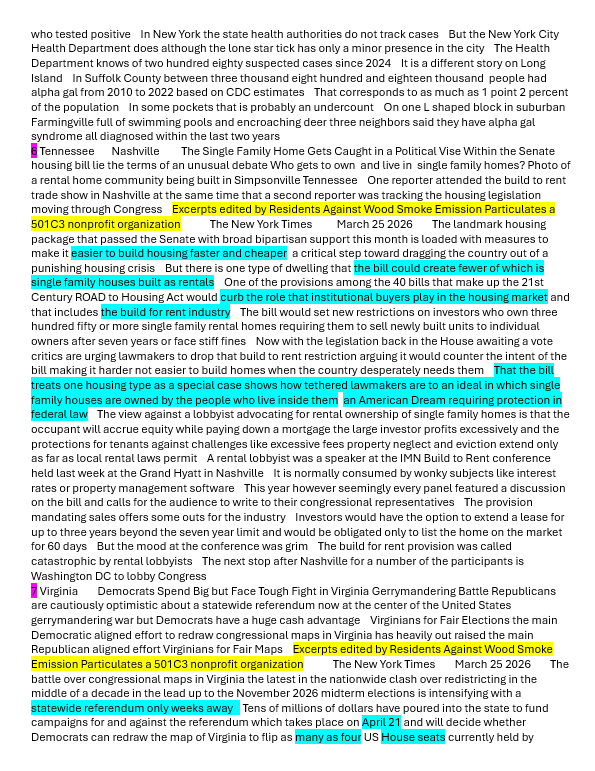 who tested positive In New York the state health authorities do not track cases But the New York City
Health Department does although the lone star tick has only a minor presence in the city The Health
Department knows of two hundred eighty suspected cases since 2024 It is a different story on Long
Island In Suffolk County between three thousand eight hundred and eighteen thousand people had
alpha gal from 2010 to 2022 based on CDC estimates That corresponds to as much as 1 point 2 percent
of the population In some pockets that is probably an undercount On one L shaped block in suburban
Farmingville full of swimming pools and encroaching deer three neighbors said they have alpha gal
syndrome all diagnosed within the last two years
6 Tennessee Nashville The Single Family Home Gets Caught in a Political Vise Within the Senate
housing bill lie the terms of an unusual debate Who gets to own and live in single family homes? Photo of
a rental home community being built in Simpsonville Tennessee One reporter attended the build to rent
trade show in Nashville at the same time that a second reporter was tracking the housing legislation
moving through Congress Excerpts edited by Residents Against Wood Smoke Emission Particulates a
501C3 nonprofit organization The New York Times March 25 2026 The landmark housing
package that passed the Senate with broad bipartisan support this month is loaded with measures to
make it easier to build housing faster and cheaper a critical step toward dragging the country out of a
punishing housing crisis But there is one type of dwelling that the bill could create fewer of which is
single family houses built as rentals One of the provisions among the 40 bills that make up the 21st
Century ROAD to Housing Act would curb the role that institutional buyers play in the housing market and
that includes the build for rent industry The bill would set new restrictions on investors who own three
hundred fifty or more single family rental homes requiring them to sell newly built units to individual
owners after seven years or face stiff fines Now with the legislation back in the House awaiting a vote
critics are urging lawmakers to drop that build to rent restriction arguing it would counter the intent of the
bill making it harder not easier to build homes when the country desperately needs them That the bill
treats one housing type as a special case shows how tethered lawmakers are to an ideal in which single
family houses are owned by the people who live inside them an American Dream requiring protection in
federal law The view against a lobbyist advocating for rental ownership of single family homes is that the
occupant will accrue equity while paying down a mortgage the large investor profits excessively and the
protections for tenants against challenges like excessive fees property neglect and eviction extend only
as far as local rental laws permit A rental lobbyist was a speaker at the IMN Build to Rent conference
held last week at the Grand Hyatt in Nashville It is normally consumed by wonky subjects like interest
rates or property management software This year however seemingly every panel featured a discussion
on the bill and calls for the audience to write to their congressional representatives The provision
mandating sales offers some outs for the industry Investors would have the option to extend a lease for
up to three years beyond the seven year limit and would be obligated only to list the home on the market
for 60 days But the mood at the conference was grim The build for rent provision was called
catastrophic by rental lobbyists The next stop after Nashville for a number of the participants is
Washington DC to lobby Congress
7 Virginia Democrats Spend Big but Face Tough Fight in Virginia Gerrymandering Battle Republicans
are cautiously optimistic about a statewide referendum now at the center of the United States
gerrymandering war but Democrats have a huge cash advantage Virginians for Fair Elections the main
Democratic aligned effort to redraw congressional maps in Virginia has heavily out raised the main
Republican aligned effort Virginians for Fair Maps Excerpts edited by Residents Against Wood Smoke
Emission Particulates a 501C3 nonprofit organization The New York Times March 25 2026 The
battle over congressional maps in Virginia the latest in the nationwide clash over redistricting in the
middle of a decade in the lead up to the November 2026 midterm elections is intensifying with a
statewide referendum only weeks away Tens of millions of dollars have poured into the state to fund
campaigns for and against the referendum which takes place on April 21 and will decide whether
Democrats can redraw the map of Virginia to flip as many as four US House seats currently held by